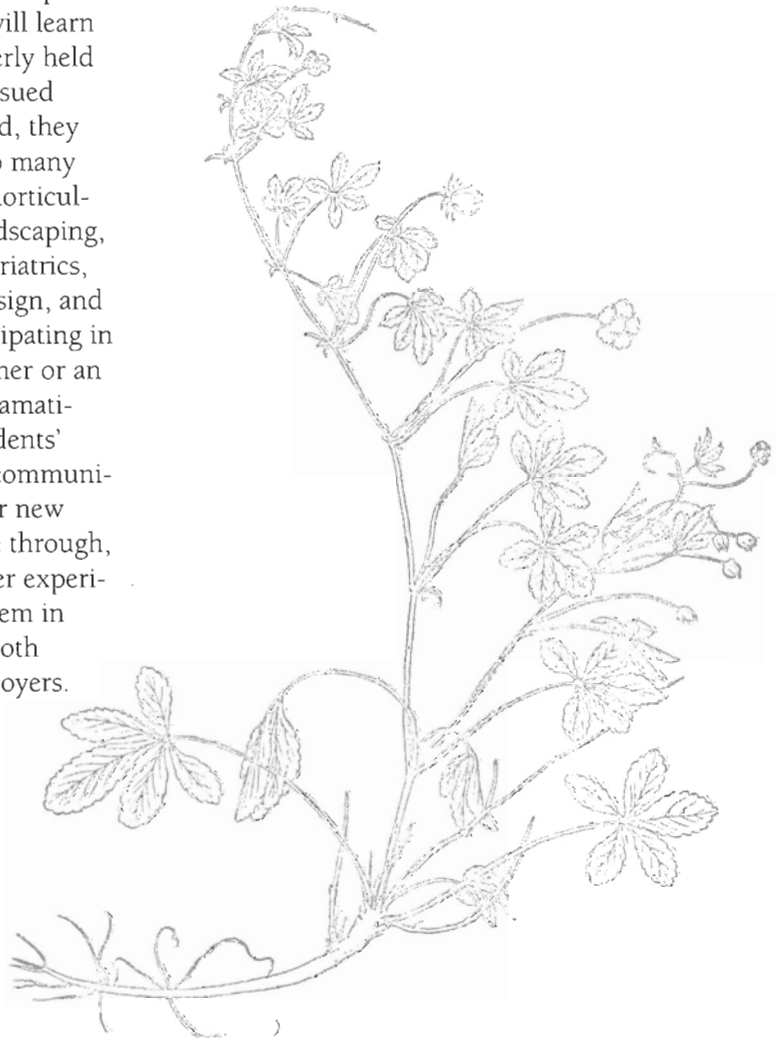 ill learn
erly held
sued
d, they
many
orticul-
dscaping,
riatrics,
sign, and
ipating in
ner or an
amati-
dents'
communi-
r new
through,
er experi-
em in
oth
oyers.